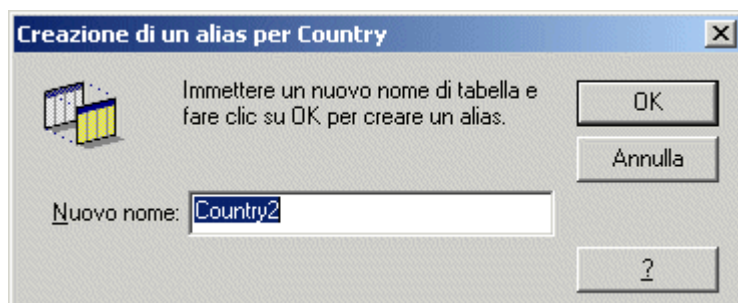 Creazione di un alias per Country
Immettere un nuovo nome di tabella e
fare clic su OK per creare un alias.
OK
Annulla
Nuovo nome: Country2
?